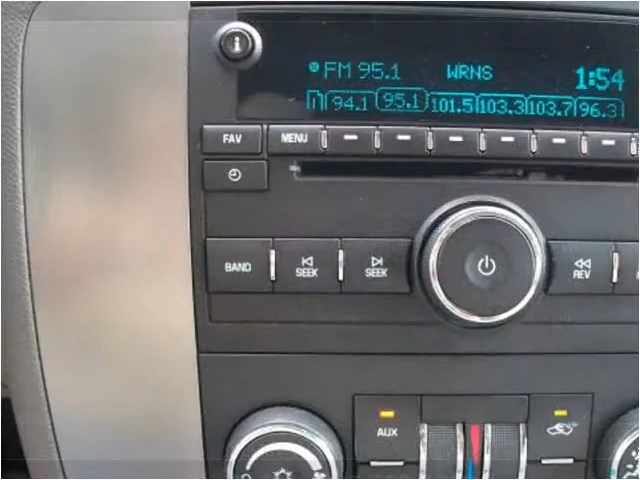 i
FM 95.1 WRNS 1:54
94.1 95.1 101.5 103.3 103.7 96.3
FAV MENU
BAND SEEK SEEK REV
AUX